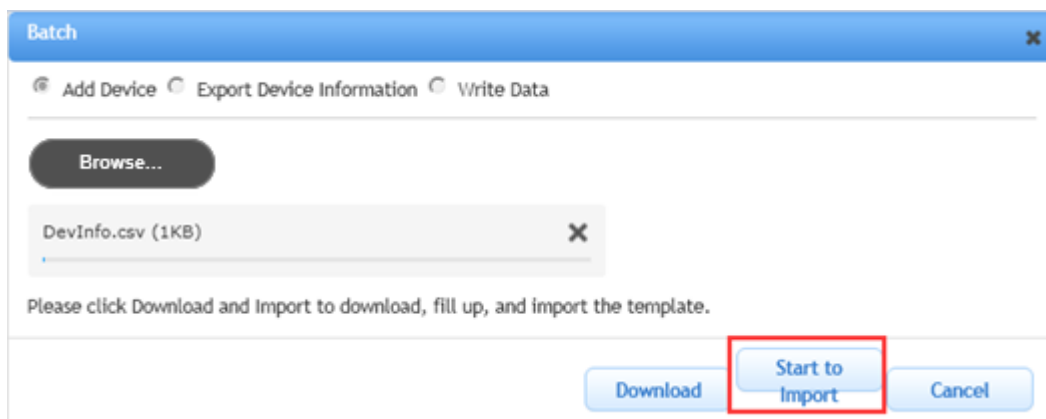 Batch
Add Device Export Device Information Write Data
Browse...
DevInfo.csv (1KB)
Please click Download and Import to download, fill up, and import the template.
Download
Start to
Import
Cancel